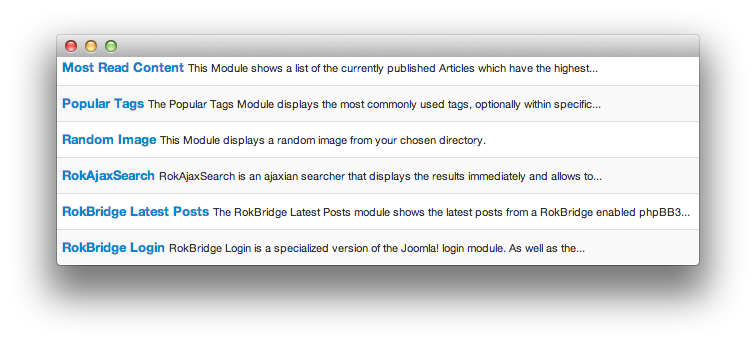 Most Read Content This Module shows a list of the currently published Articles which have the highest...
Popular Tags The Popular Tags Module displays the most commonly used tags, optionally within specific...
Random Image This Module displays a random image from your chosen directory.
RokAjaxSearch RokAjaxSearch is an ajaxian searcher that displays the results immediately and allows to...
RokBridge Latest Posts The RokBridge Latest Posts module shows the latest posts from a RokBridge enabled phpBB3...
RokBridge Login RokBridge Login is a specialized version of the Joomla! login module. As well as the...